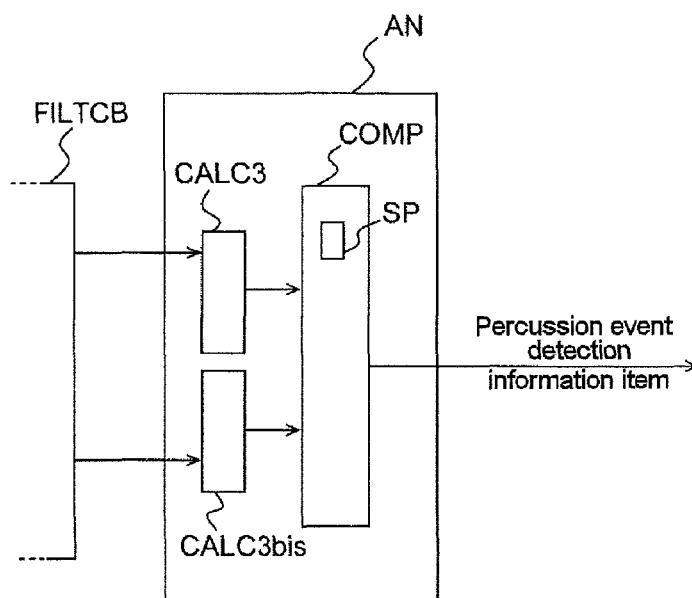 AN
FILTCB
COMP
CALC3
SP
Percussion event
detection
information item
CALC3bis